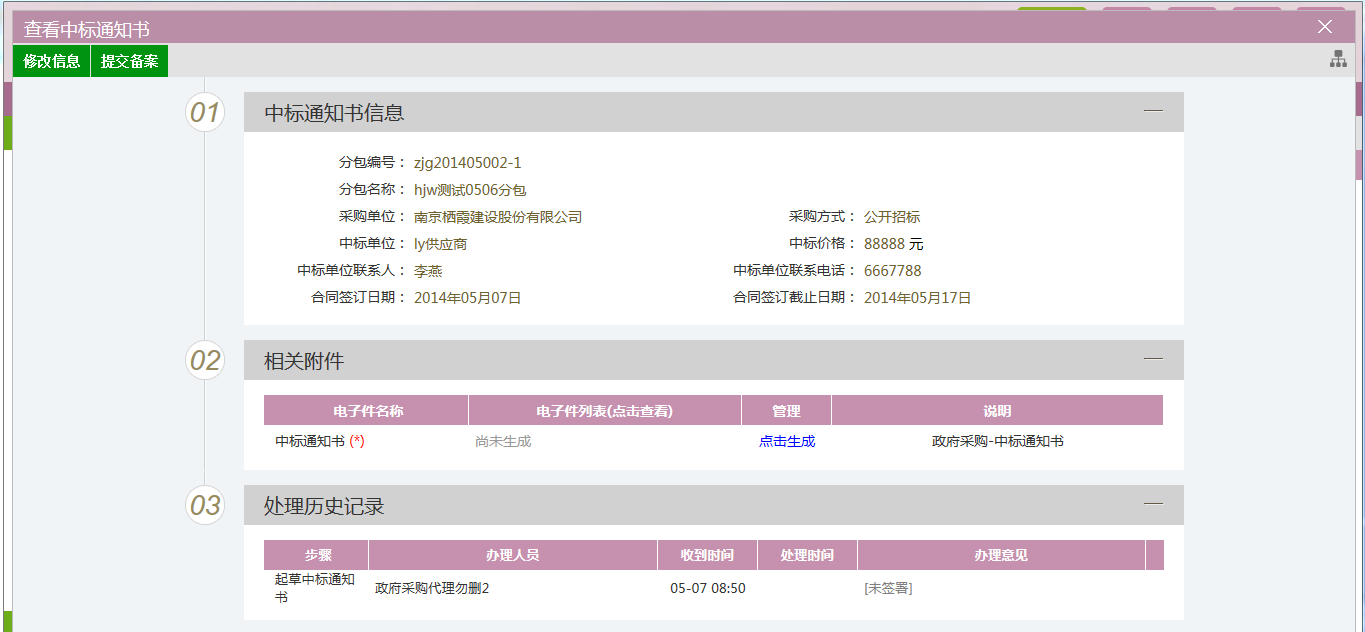 查看中标通知书
修改信息 提交备案
01 中标通知书信息
分包编号： zjg201405002-1
分包名称： hjw测试0506分包
采购单位： 南京栖霞建设股份有限公司 采购方式： 公开招标
中标单位： ly供应商 中标价格： 88888 元
中标单位联系人： 李燕 中标单位联系电话： 6667788
合同签订日期： 2014年05月07日 合同签订截止日期： 2014年05月17日
02 相关附件
电子件名称 电子件列表(点击查看) 管理 说明
中标通知书 (*) 尚未生成 点击生成 政府采购-中标通知书
03 处理历史记录
步骤 办理人员 收到时间 处理时间 办理意见
起草中标通知
书 政府采购代理勿删2 05-07 08:50 [未签署]